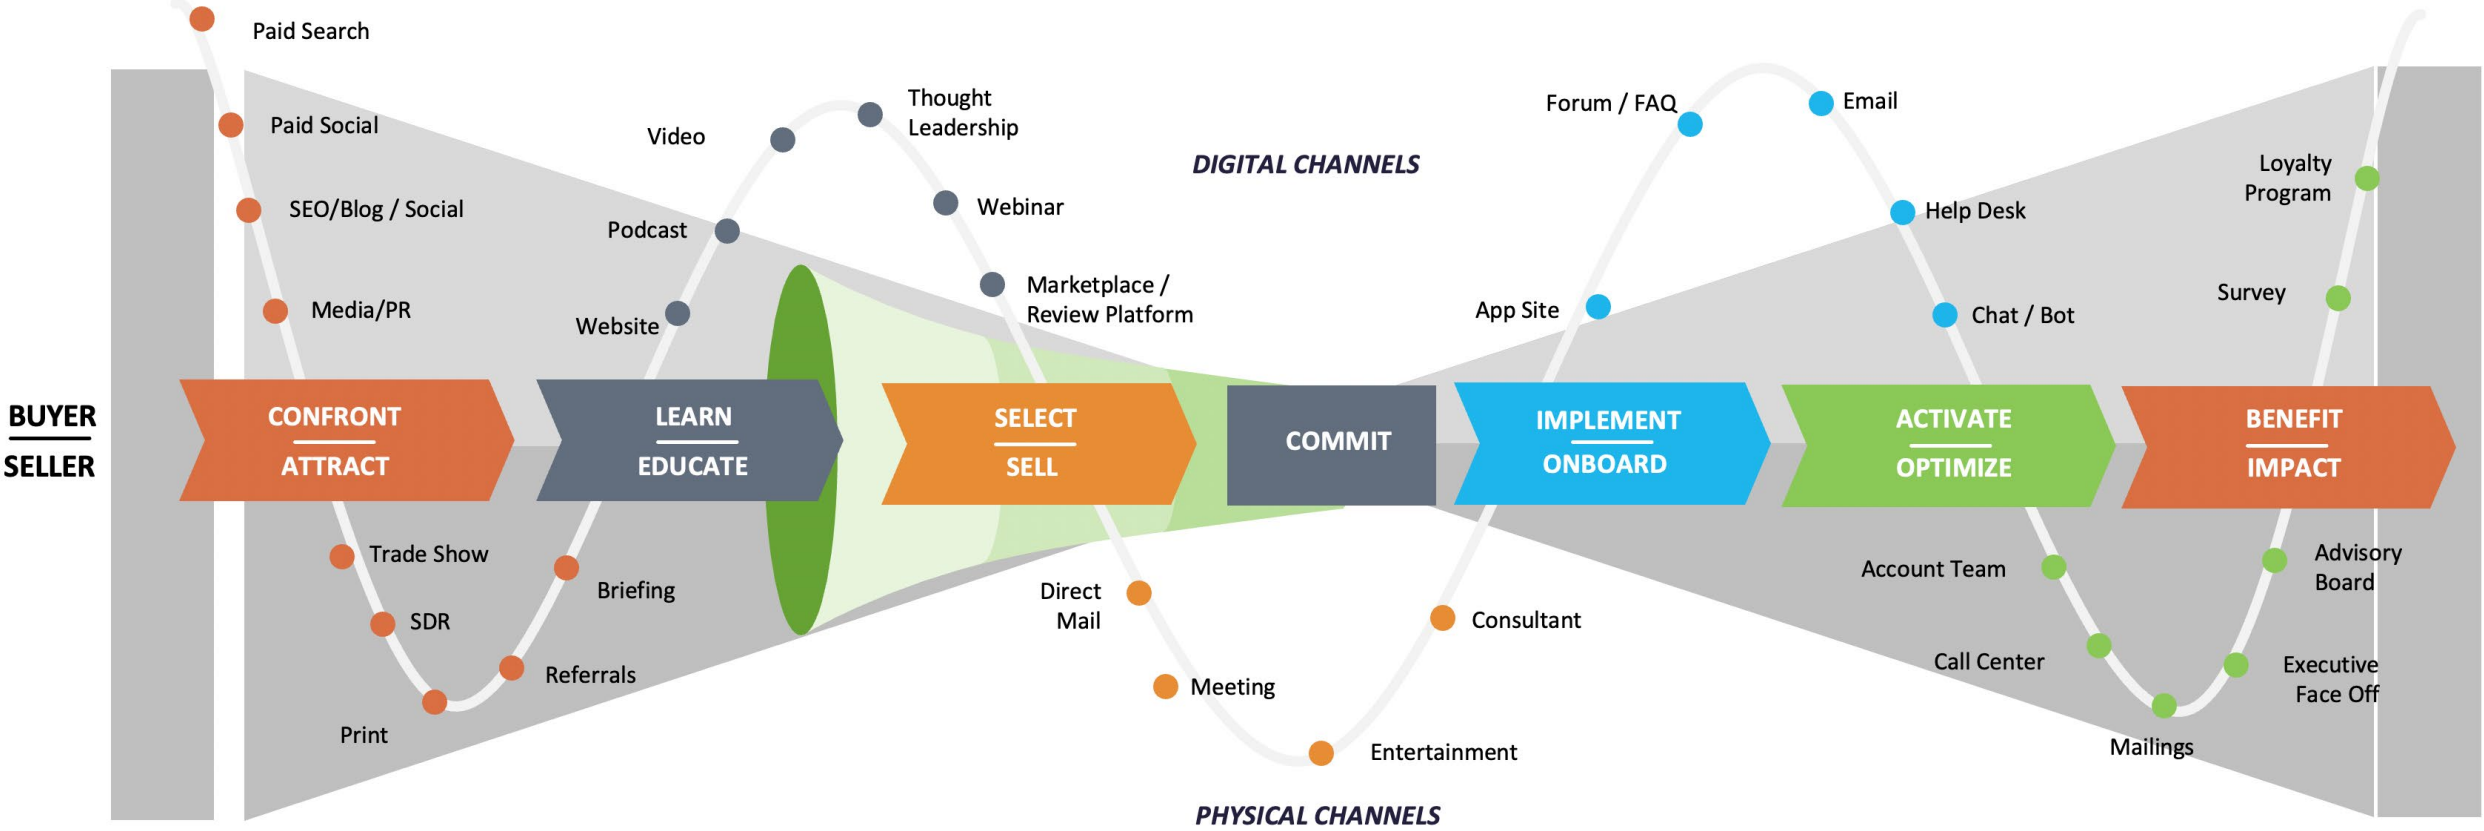 Paid Search
Paid Social
SEO/Blog / Social
Media/PR
Video
Podcast
Website
Thought
Leadership
Webinar
Marketplace /
Review Platform
DIGITAL CHANNELS
Forum / FAQ
App Site
Email
Help Desk
Chat / Bot
Loyalty
Program
Survey
BUYER
SELLER
CONFRONT
ATTRACT
LEARN
EDUCATE
SELECT
SELL
COMMIT
IMPLEMENT
ONBOARD
ACTIVATE
OPTIMIZE
BENEFIT
IMPACT
Trade Show
SDR
Print
Referrals
Briefing
Direct
Mail
Meeting
Entertainment
Consultant
Account Team
Call Center
Mailings
Advisory
Board
Executive
Face Off
PHYSICAL CHANNELS